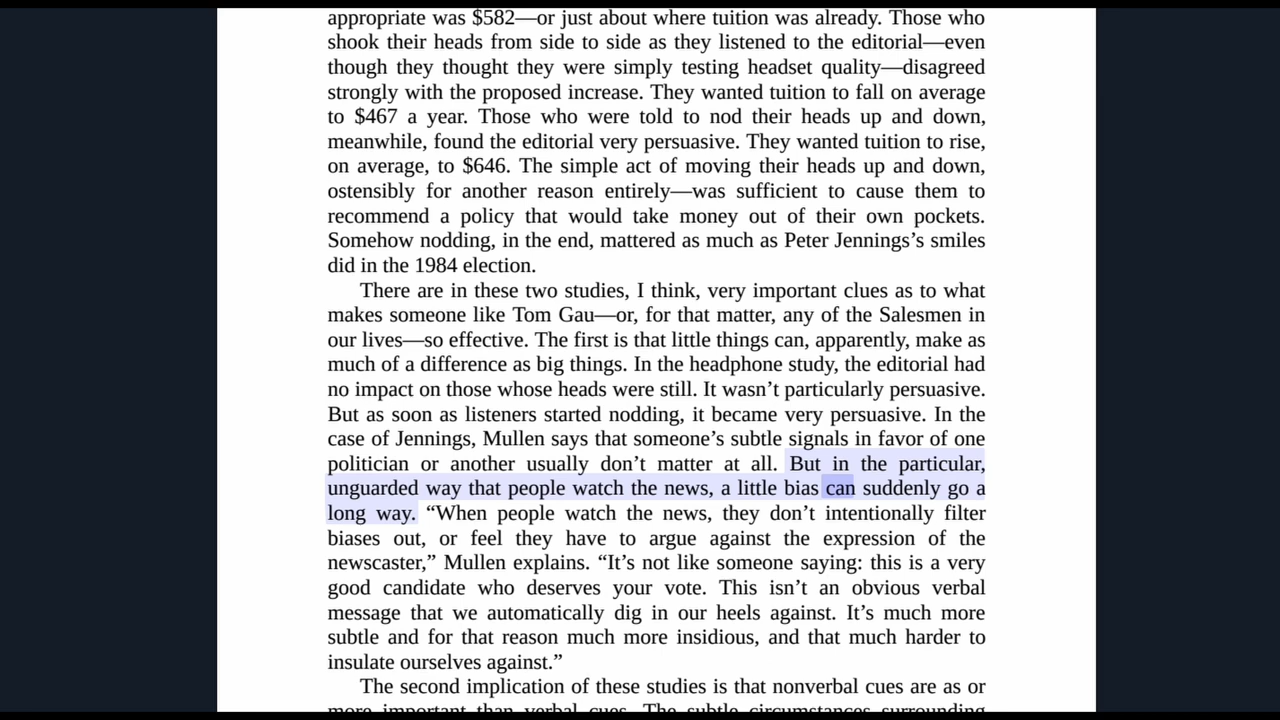 appropriate was $582—or just about where tuition was already. Those who
shook their heads from side to side as they listened to the editorial—even
though they thought they were simply testing headset quality—disagreed
strongly with the proposed increase. They wanted tuition to fall on average
to $467 a year. Those who were told to nod their heads up and down,
meanwhile, found the editorial very persuasive. They wanted tuition to rise,
on average, to $646. The simple act of moving their heads up and down,
ostensibly for another reason entirely—was sufficient to cause them to
recommend a policy that would take money out of their own pockets.
Somehow nodding, in the end, mattered as much as Peter Jennings’s smiles
did in the 1984 election.
There are in these two studies, I think, very important clues as to what
makes someone like Tom Gau—or, for that matter, any of the Salesmen in
our lives—so effective. The first is that little things can, apparently, make as
much of a difference as big things. In the headphone study, the editorial had
no impact on those whose heads were still. It wasn’t particularly persuasive.
But as soon as listeners started nodding, it became very persuasive. In the
case of Jennings, Mullen says that someone’s subtle signals in favor of one
politician or another usually don’t matter at all. But in the particular,
unguarded way that people watch the news, a little bias can suddenly go a
long way. “When people watch the news, they don’t intentionally filter
biases out, or feel they have to argue against the expression of the
newscaster,” Mullen explains. “It’s not like someone saying: this is a very
good candidate who deserves your vote. This isn’t an obvious verbal
message that we automatically dig in our heels against. It’s much more
subtle and for that reason much more insidious, and that much harder to
insulate ourselves against.”
The second implication of these studies is that nonverbal cues are as or
more important than verbal cues. The subtle circumstances surrounding